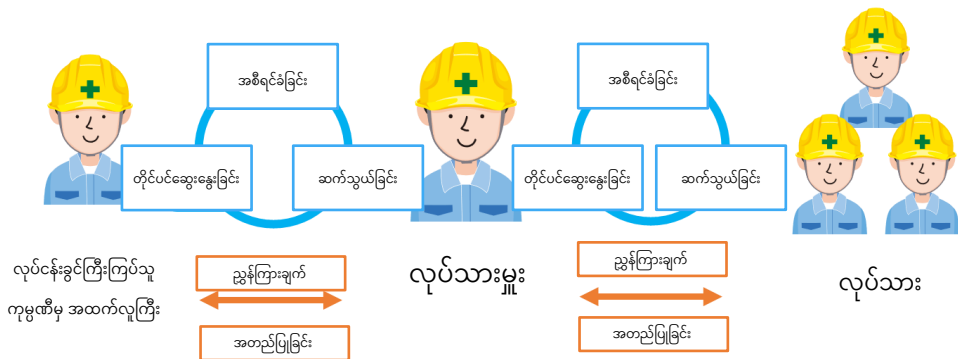 အစီရင်ခံခြင်း
တိုင်ပင်ဆွေးနွေးခြင်း
ဆက်သွယ်ခြင်း
အစီရင်ခံခြင်း
တိုင်ပင်ဆွေးနွေးခြင်း
ဆက်သွယ်ခြင်း
လုပ်ငန်းခွင်ကြီးကြပ်သူ
ကုမ္ပဏီမှ အထက်လူကြီး
ညွှန်ကြားချက်
အတည်ပြုခြင်း
လုပ်သားမှူး
ညွှန်ကြားချက်
အတည်ပြုခြင်း
လုပ်သား